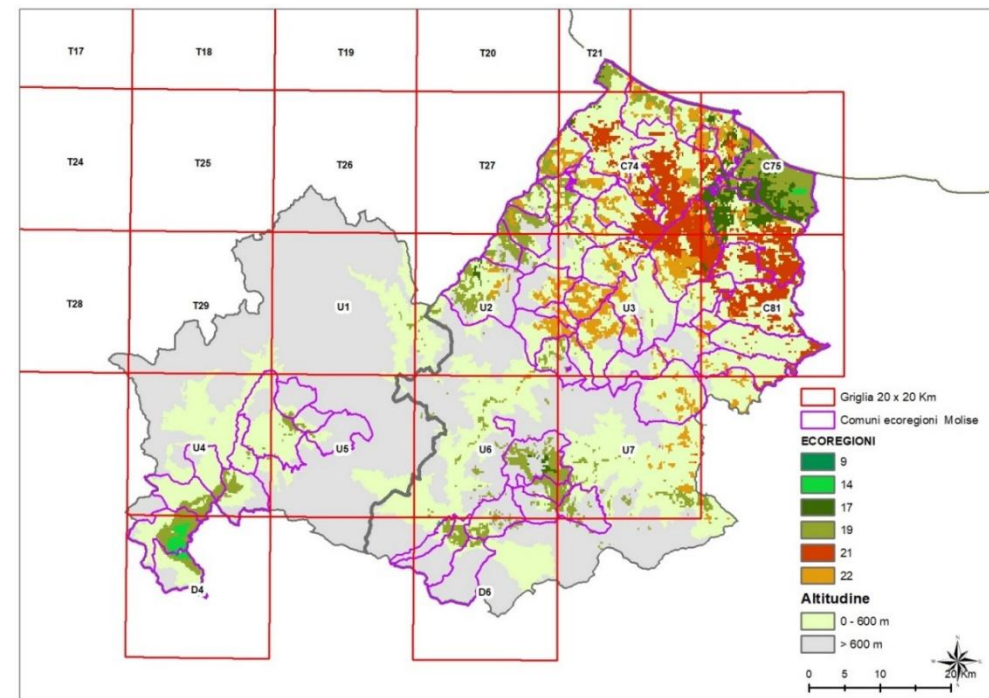 T17
T18
T19
T20
T21
T24
T25
T26
T27
C74
C75
T28
T29
U1
U2
U3
C81
U4
U5
U6
U7
D4
D6
Griglia 20 x 20 Km
Comuni ecoregioni Molise
ECOREGIONI
9
14
17
19
21
22
Altitudine
0 - 600 m
> 600 m
0 5 10 20 Km